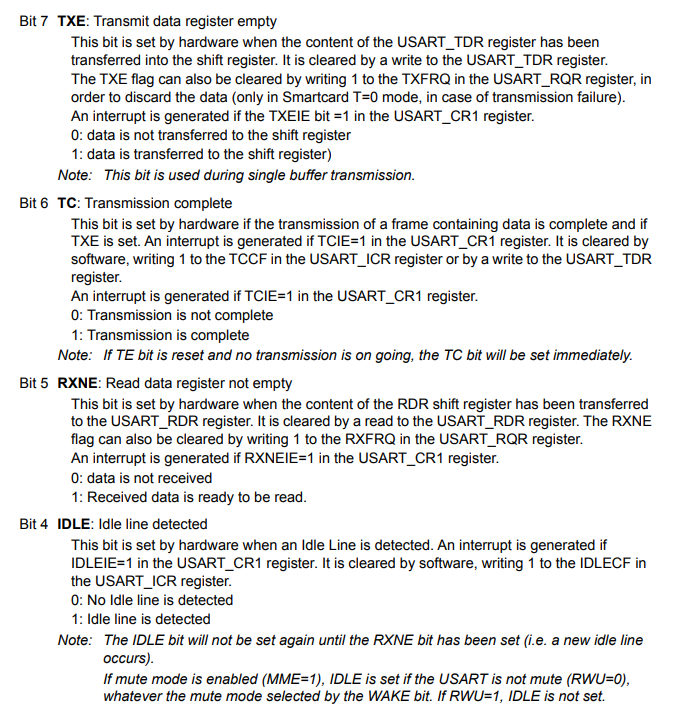 Bit 7 TXE: Transmit data register empty
This bit is set by hardware when the content of the USART_TDR register has been
transferred into the shift register. It is cleared by a write to the USART_TDR register.
The TXE flag can also be cleared by writing 1 to the TXFRQ in the USART_RQR register, in
order to discard the data (only in Smartcard T=0 mode, in case of transmission failure).
An interrupt is generated if the TXEIE bit =1 in the USART_CR1 register.
0: data is not transferred to the shift register
1: data is transferred to the shift register)
Note: This bit is used during single buffer transmission.
Bit 6 TC: Transmission complete
This bit is set by hardware if the transmission of a frame containing data is complete and if
TXE is set. An interrupt is generated if TCIE=1 in the USART_CR1 register. It is cleared by
software, writing 1 to the TCCF in the USART_ICR register or by a write to the USART_TDR
register.
An interrupt is generated if TCIE=1 in the USART_CR1 register.
0: Transmission is not complete
1: Transmission is complete
Note: If TE bit is reset and no transmission is on going, the TC bit will be set immediately.
Bit 5 RXNE: Read data register not empty
This bit is set by hardware when the content of the RDR shift register has been transferred
to the USART_RDR register. It is cleared by a read to the USART_RDR register. The RXNE
flag can also be cleared by writing 1 to the RXFRQ in the USART_RQR register.
An interrupt is generated if RXNEIE=1 in the USART_CR1 register.
0: data is not received
1: Received data is ready to be read.
Bit 4 IDLE: Idle line detected
This bit is set by hardware when an Idle Line is detected. An interrupt is generated if
IDLEIE=1 in the USART_CR1 register. It is cleared by software, writing 1 to the IDLECF in
the USART_ICR register.
0: No Idle line is detected
1: Idle line is detected
Note: The IDLE bit will not be set again until the RXNE bit has been set (i.e. a new idle line
occurs).
If mute mode is enabled (MME=1), IDLE is set if the USART is not mute (RWU=0),
whatever the mute mode selected by the WAKE bit. If RWU=1, IDLE is not set.